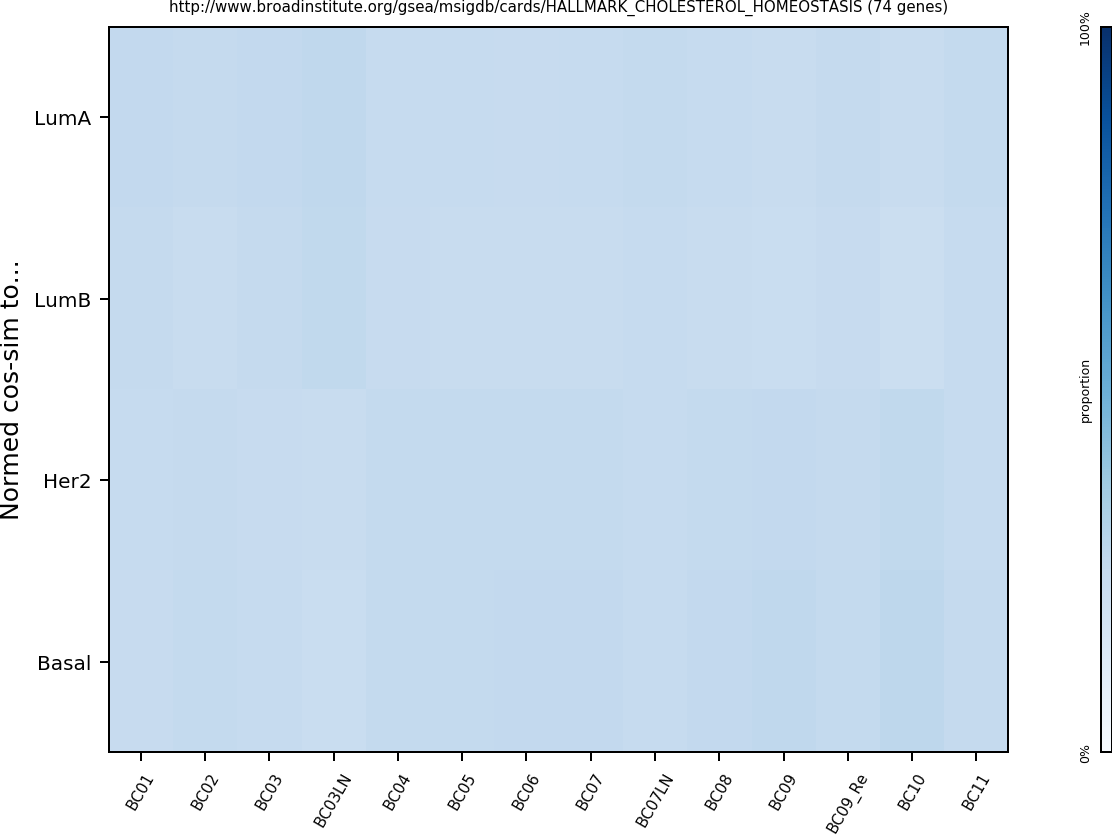 http://www.broadinstitute.org/gsea/msigdb/cards/HALLMARK_CHOLESTEROL_HOMEOSTASIS (74 genes)
Normed cos-sim to...
LumA
LumB
Her2
Basal
BC01
BC02
BC03
BC03LN
BC04
BC05
BC06
BC07
BC07LN
BC08
BC09
BC09_Re
BC10
BC11
100%
proportion
0%